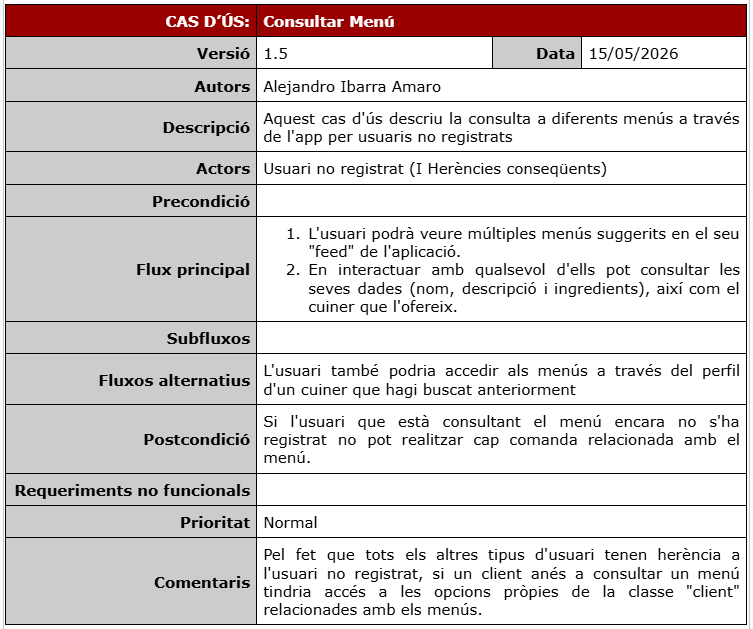 CAS D’ÚS: Consultar Menú
Versió 1.5 Data 15/05/2026
Autors Alejandro Ibarra Amaro
Descripció
Aquest cas d'ús descriu la consulta a diferents menús a través
de l'app per usuaris no registrats
Actors Usuari no registrat (I Herències conseqüents)
Precondició
Flux principal
1. L'usuari podrà veure múltiples menús suggerits en el seu
"feed" de l'aplicació.
2. En interactuar amb qualsevol d'ells pot consultar les
seves dades (nom, descripció i ingredients), així com el
cuiner que l'ofereix.
Subfluxos
Fluxos alternatius
L'usuari també podria accedir als menús a través del perfil
d'un cuiner que hagi buscat anteriorment
Postcondició
Si l'usuari que està consultant el menú encara no s'ha
registrat no pot realitzar cap comanda relacionada amb el
menú.
Requeriments no funcionals
Prioritat Normal
Comentaris
Pel fet que tots els altres tipus d'usuari tenen herència a
l'usuari no registrat, si un client anés a consultar un menú
tindria accés a les opcions pròpies de la classe "client"
relacionades amb els menús.